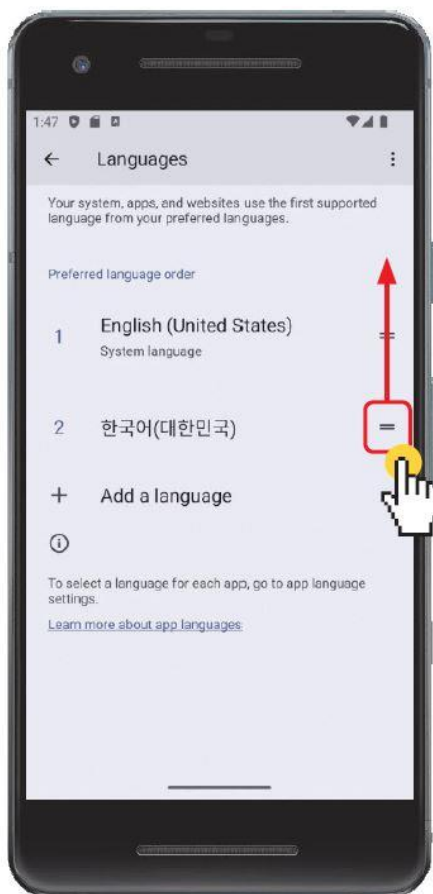 1:47
Languages
Your system, apps, and websites use the first supported
language from your preferred languages.
Preferred language order
1
English (United States)
System language
2
한국어(대한민국)
+ Add a language
To select a language for each app, go to app language
settings.
Learn more about app languages